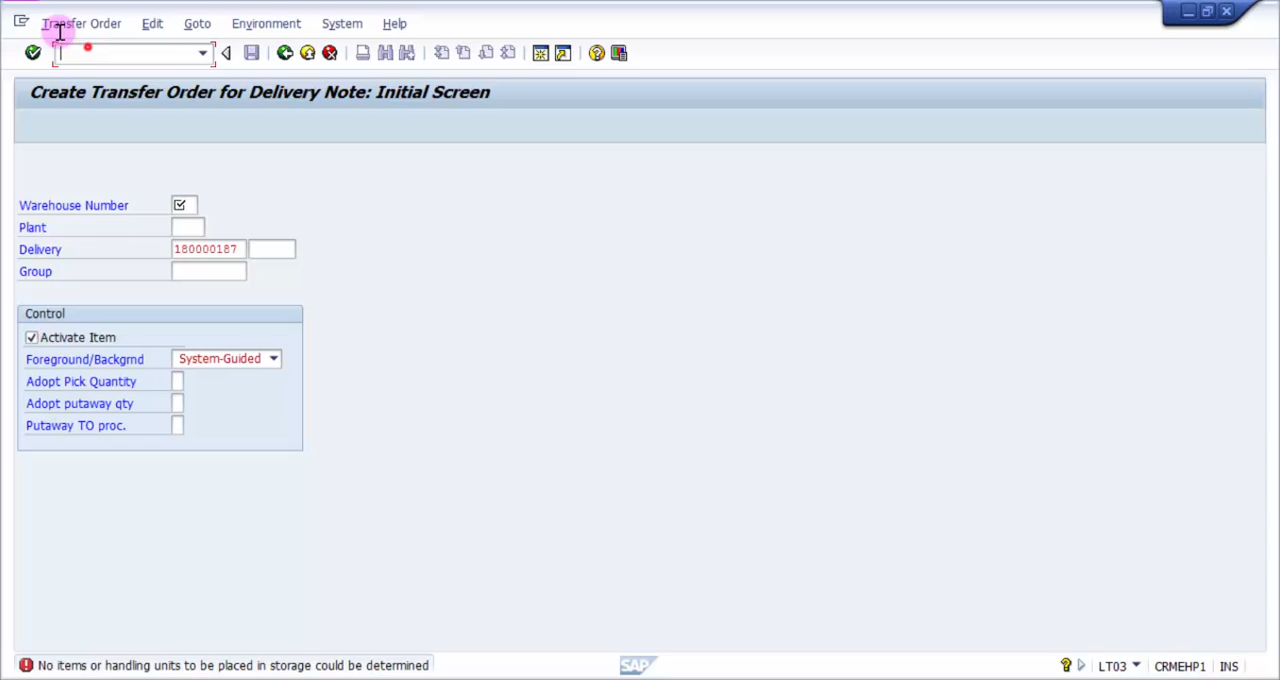 Transfer Order Edit Goto Environment System Help
Create Transfer Order for Delivery Note: Initial Screen
Warehouse Number
Plant
Delivery 180000187
Group
Control
Activate Item
Foreground/Backgrnd System-Guided
Adopt Pick Quantity
Adopt putaway qty
Putaway TO proc.
No items or handling units to be placed in storage could be determined SAP LT03 CRMEHP1 INS